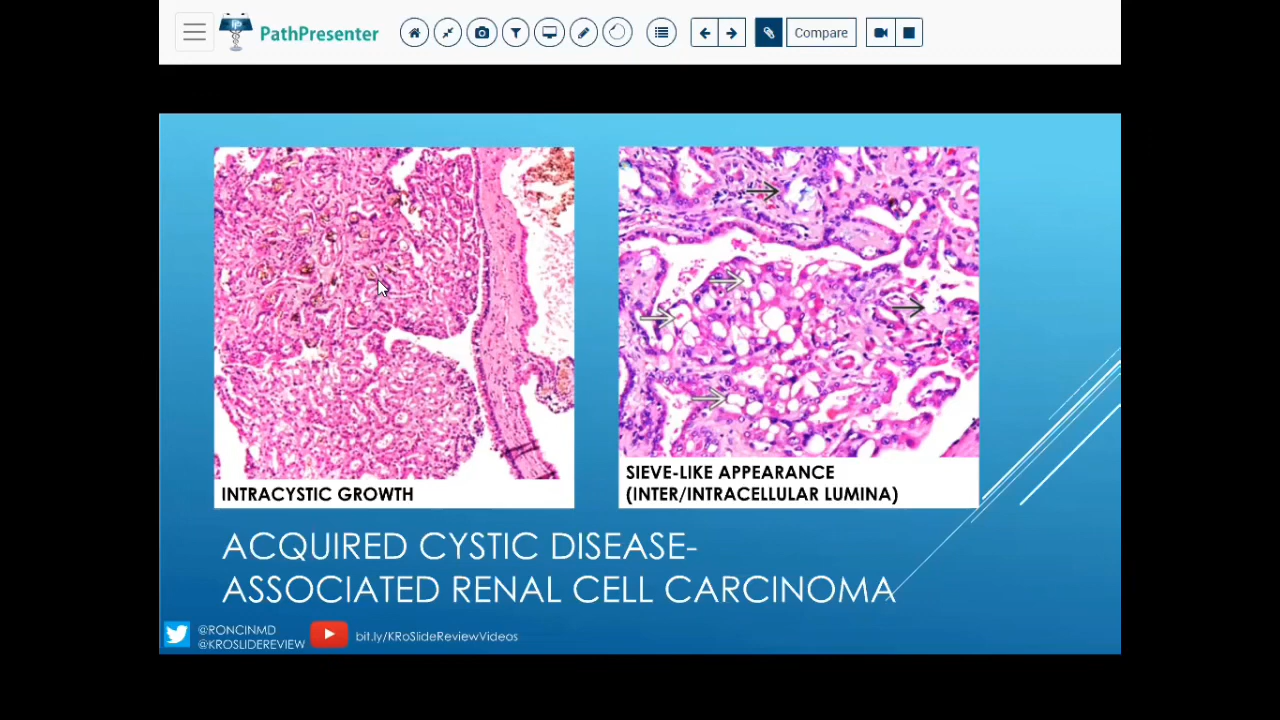 PathPresenter
Compare
INTRACYSTIC GROWTH
SIEVE-LIKE APPEARANCE
(INTER/INTRACELLULAR LUMINA)
ACQUIRED CYSTIC DISEASE-
ASSOCIATED RENAL CELL CARCINOMA
@RONCINMD
@KROSLIDEREVIEW
bit.ly/KRoSlideReviewVideos